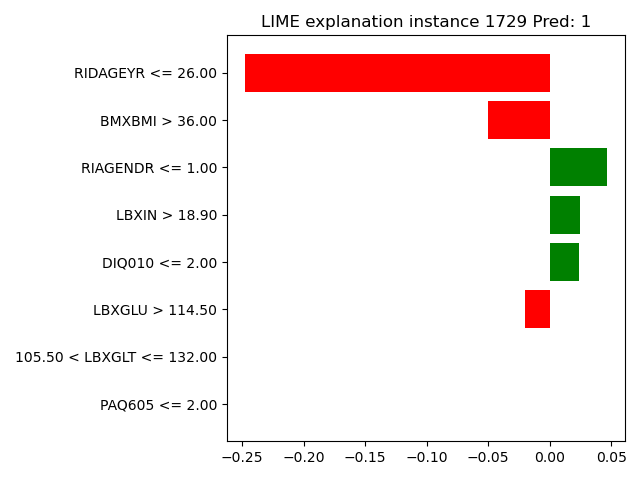 LIME explanation instance 1729 Pred: 1
RIDAGEYR <= 26.00
BMXBMI > 36.00
RIAGENDR <= 1.00
LBXIN > 18.90
DIQ010 <= 2.00
LBXGLU > 114.50
105.50 < LBXGLT <= 132.00
PAQ605 <= 2.00
−0.25 −0.20 −0.15 −0.10 −0.05 0.00 0.05